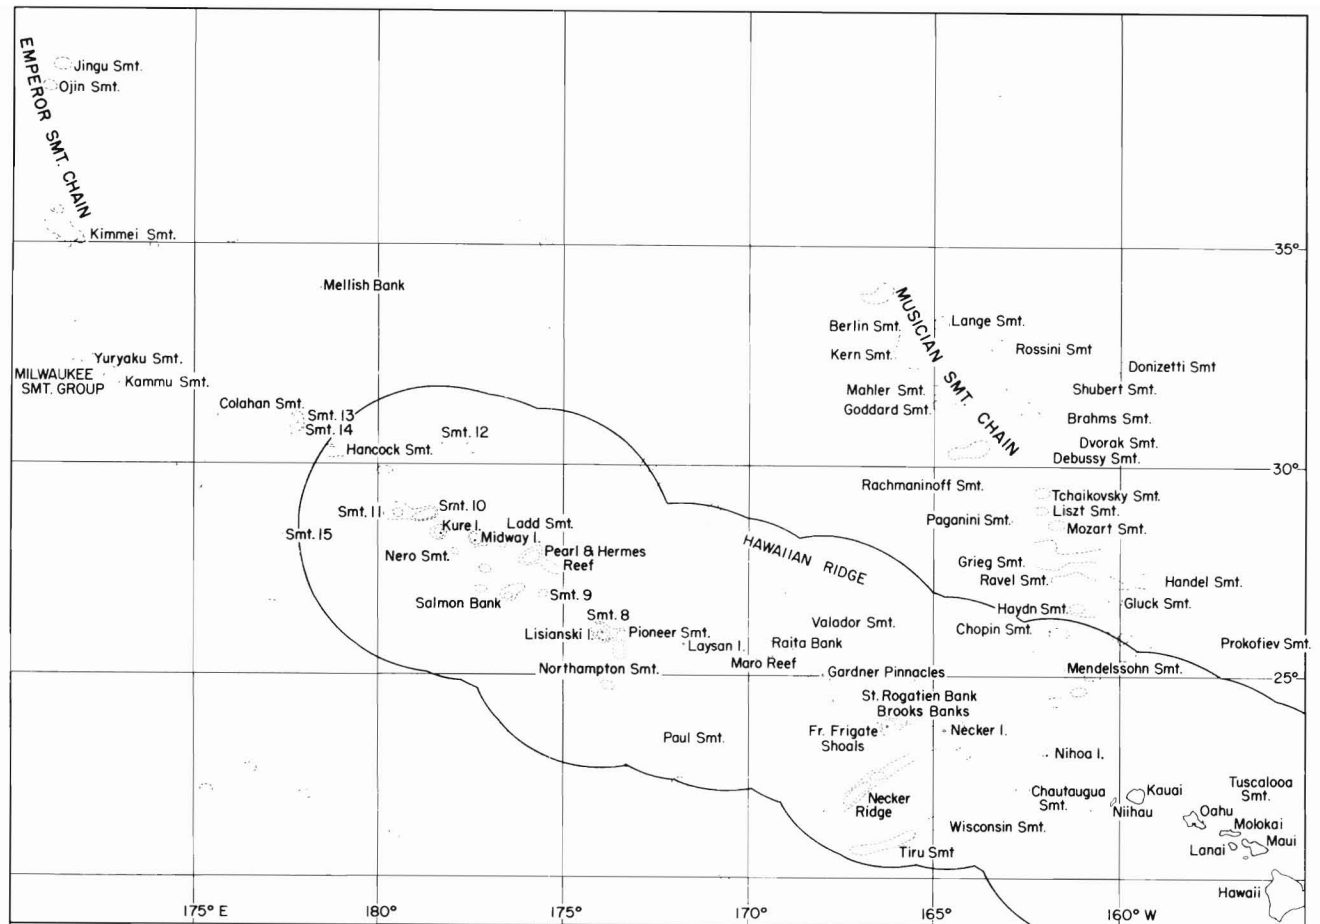 EMPEROR SMT. CHAIN
Jingu Smt.
Ojin Smt.
Kimmei Smt.
35°
Mellish Bank
MUSICIAN SMT. CHAIN
Berlin Smt.
Lange Smt.
Kern Smt.
Rossini Smt
Donizetti Smt
Yuryaku Smt.
MILWAUKEE
SMT. GROUP
Kammu Smt.
Mahler Smt.
Shubert Smt.
Colahan Smt.
Goddard Smt.
Smt. 13
Brahms Smt.
Smt. 14
Smt. 12
Hancock Smt.
Dvorak Smt.
Debussy Smt.
30°
Rachmaninoff Smt.
Tchaikovsky Smt.
Smt. 11
Smt. 10
Liszt Smt.
Paganini Smt.
Mozart Smt.
Kure I.
Ladd Smt.
Smt. 15
Midway I.
HAWAIIAN RIDGE
Nero Smt.
Pearl & Hermes
Reef
Grieg Smt.
Ravel Smt.
Handel Smt.
Salmon Bank
Smt. 9
Gluck Smt.
Haydn Smt.
Smt. 8
Valador Smt.
Lisianski I.
Pioneer Smt.
Chopin Smt.
Laysan I.
Raita Bank
Prokofiev Smt.
Maro Reef
Northampton Smt.
Gardner Pinnacles
Mendelssohn Smt.
25°
St. Rogatien Bank
Brooks Banks
Paul Smt.
Fr. Frigate
Shoals
Necker I.
Nihoa I.
Necker
Ridge
Chautaugua
Smt.
Kauai
Niihau
Tuscalooa
Smt.
Oahu
Wisconsin Smt.
Molokai
Maui
Lanai
Tiru Smt
Hawaii
175° E
180°
175°
170°
165°
160° W